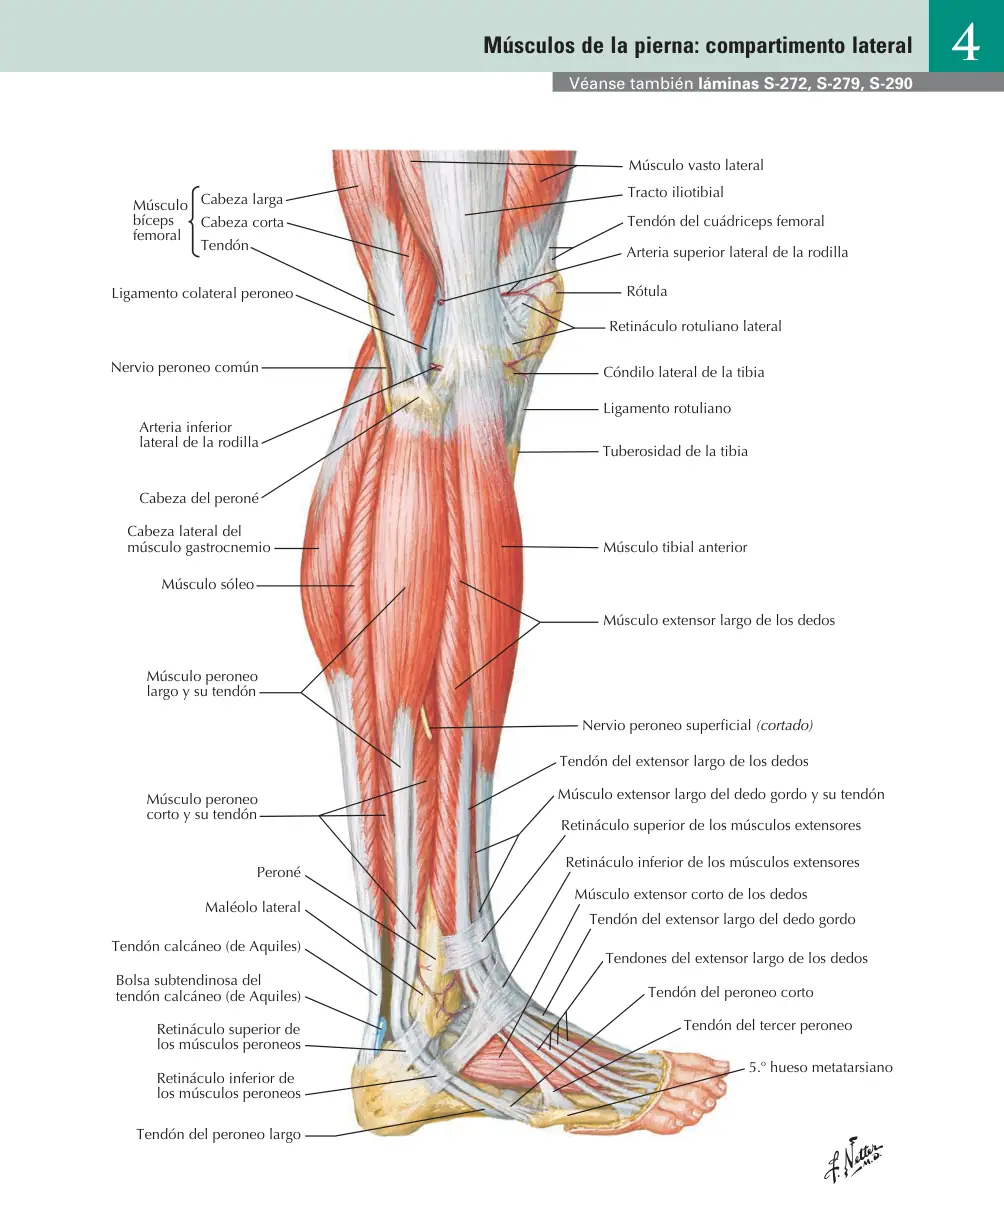 Músculos de la pierna: compartimento lateral
4
Véanse también láminas S-272, S-279, S-290
Músculo
bíceps
femoral
Cabeza larga
Cabeza corta
Tendón
Ligamento colateral peroneo
Nervio peroneo común
Arteria inferior
lateral de la rodilla
Cabeza del peroné
Cabeza lateral del
músculo gastrocnemio
Músculo sóleo
Músculo peroneo
largo y su tendón
Músculo peroneo
corto y su tendón
Peroné
Maléolo lateral
Tendón calcáneo (de Aquiles)
Bolsa subtendinosa del
tendón calcáneo (de Aquiles)
Retináculo superior de
los músculos peroneos
Retináculo inferior de
los músculos peroneos
Tendón del peroneo largo
Músculo vasto lateral
Tracto iliotibial
Tendón del cuádriceps femoral
Arteria superior lateral de la rodilla
Rótula
Retináculo rotuliano lateral
Cóndilo lateral de la tibia
Ligamento rotuliano
Tuberosidad de la tibia
Músculo tibial anterior
Músculo extensor largo de los dedos
Nervio peroneo superficial (cortado)
Tendón del extensor largo de los dedos
Músculo extensor largo del dedo gordo y su tendón
Retináculo superior de los músculos extensores
Retináculo inferior de los músculos extensores
Músculo extensor corto de los dedos
Tendón del extensor largo del dedo gordo
Tendones del extensor largo de los dedos
Tendón del peroneo corto
Tendón del tercer peroneo
5.º hueso metatarsiano
F. Netter
M.D.